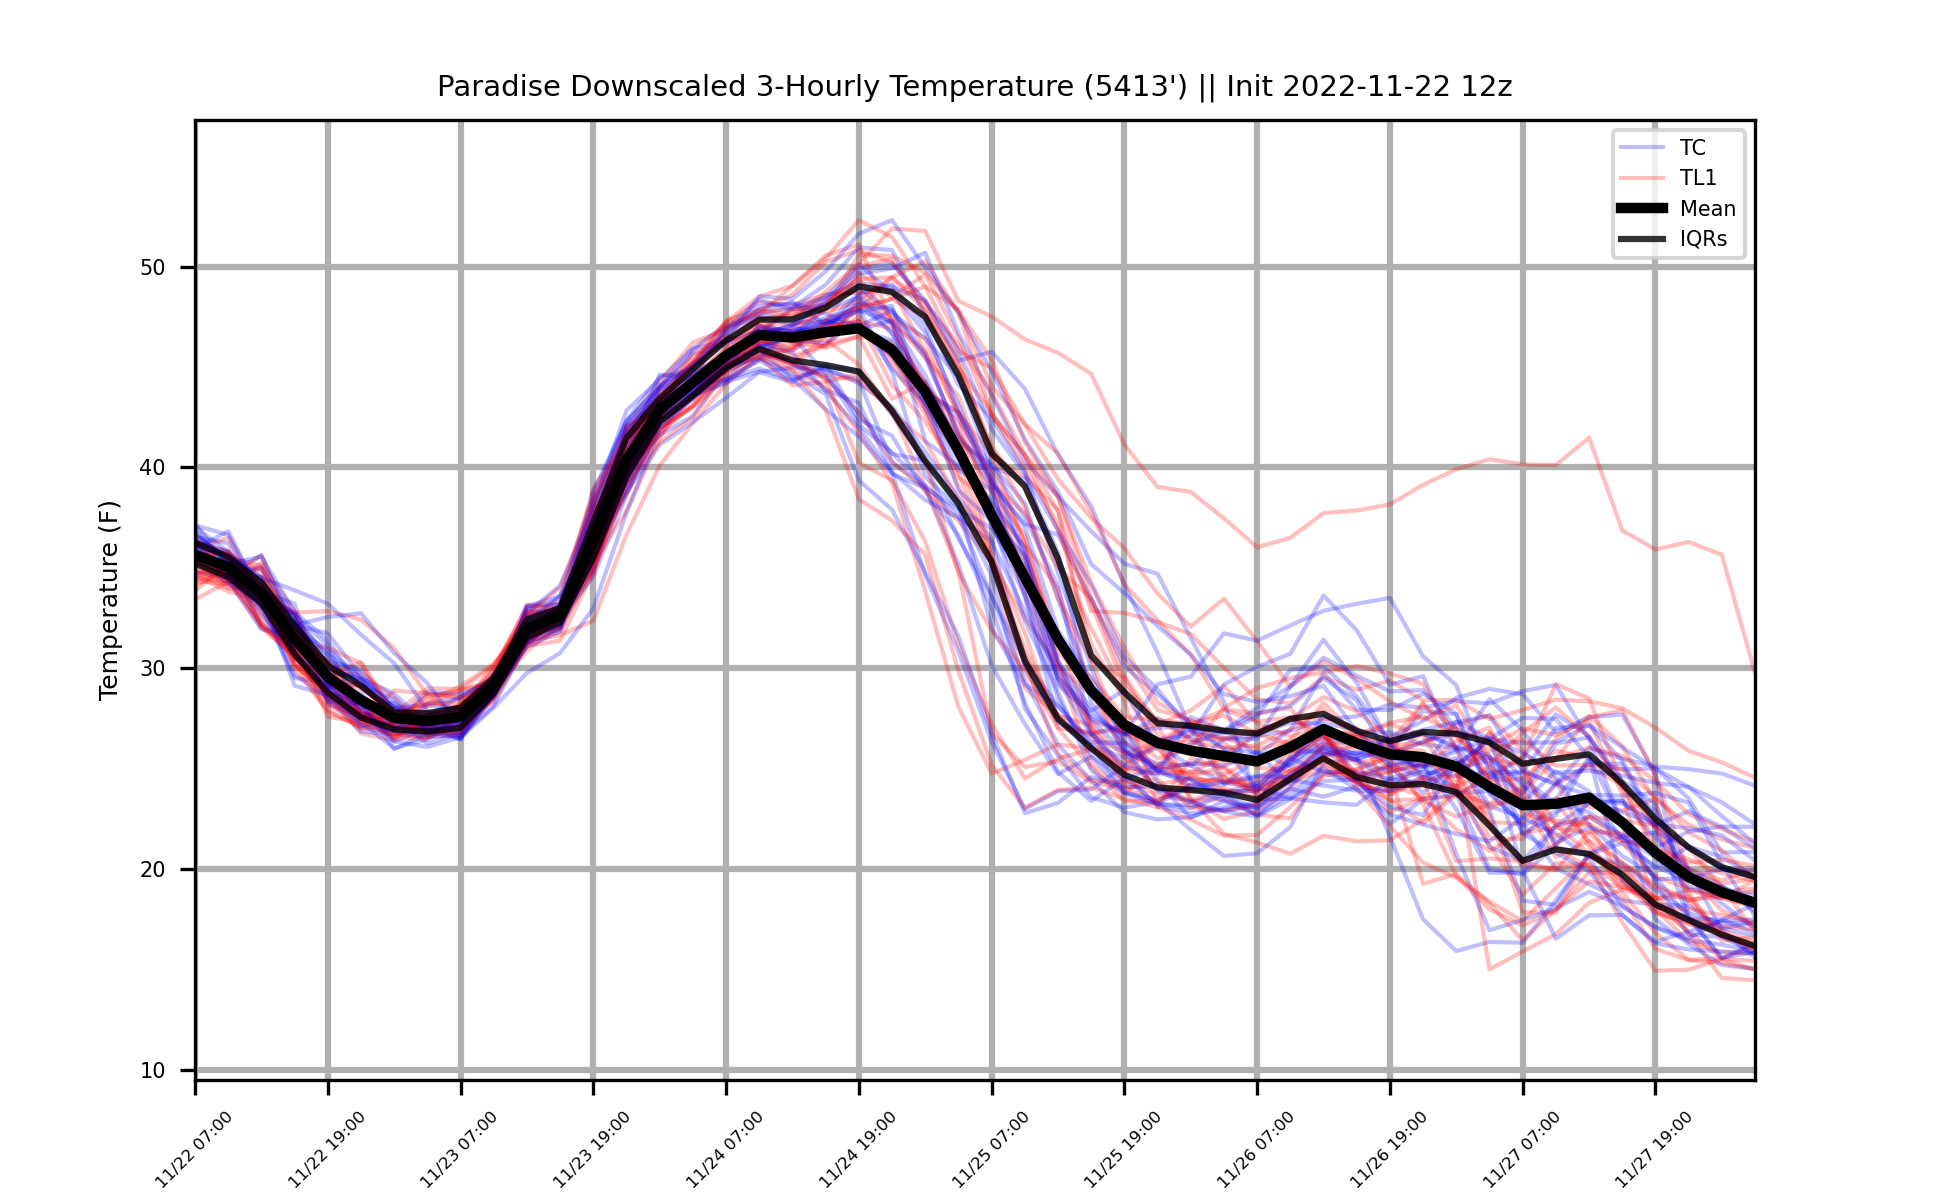 Paradise Downscaled 3-Hourly Temperature (5413') || Init 2022-11-22 12z
TC
TL1
Mean
IQRs
Temperature (F)
50
40
30
20
10
11/22 07:00
11/22 19:00
11/23 07:00
11/23 19:00
11/24 07:00
11/24 19:00
11/25 07:00
11/25 19:00
11/26 07:00
11/26 19:00
11/27 07:00
11/27 19:00